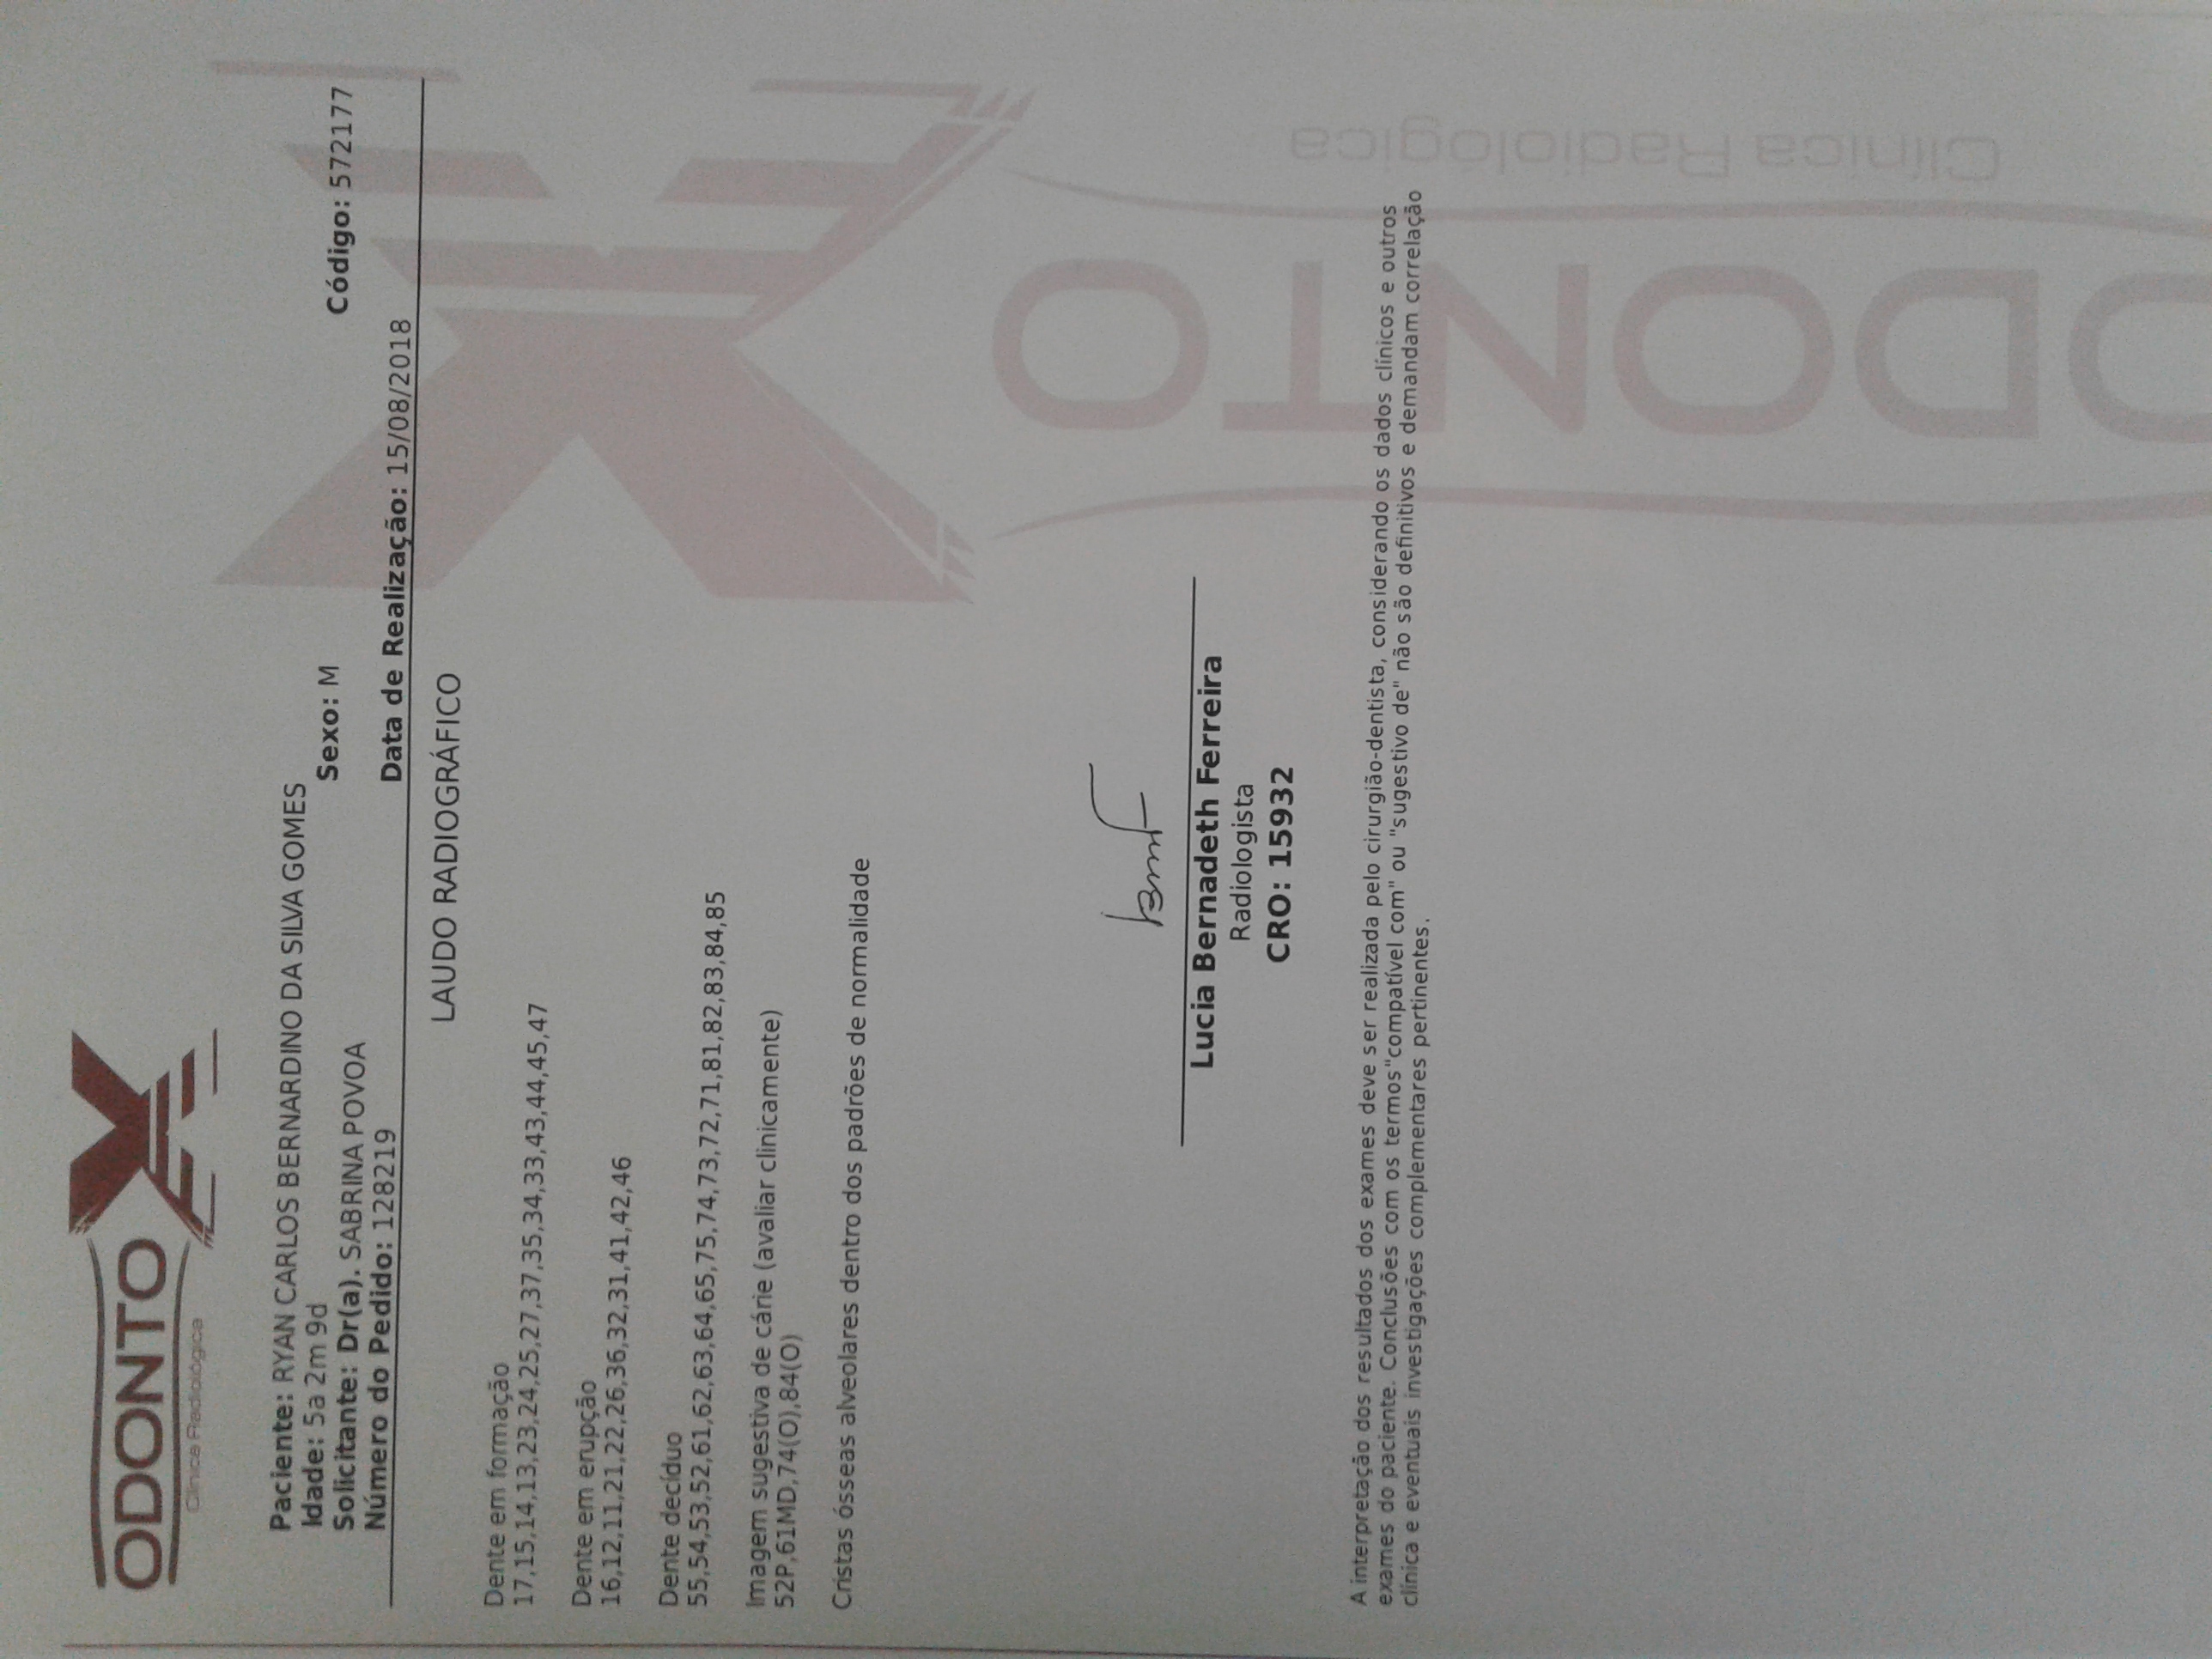 ODONTO X
Clínica Radiológica
Paciente: RYAN CARLOS BERNARDINO DA SILVA GOMES
Idade: 5a 2m 9d Sexo: M Código: 572177
Solicitante: Dr(a). SABRINA POVOA
Número do Pedido: 128219 Data de Realização: 15/08/2018
LAUDO RADIOGRÁFICO
Dente em formação
17,15,14,13,23,24,25,27,37,35,34,33,43,44,45,47
Dente em erupção
16,12,11,21,22,26,36,32,31,41,42,46
Dente decíduo
55,54,53,52,61,62,63,64,65,75,74,73,72,71,81,82,83,84,85
Imagem sugestiva de cárie (avaliar clinicamente)
52P,61MD,74(O),84(O)
Cristas ósseas alveolares dentro dos padrões de normalidade
Lucia Bernadeth Ferreira
Radiologista
CRO: 15932
A interpretação dos resultados dos exames deve ser realizada pelo cirurgião-dentista, considerando os dados clínicos e outros
exames do paciente. Conclusões com os termos"compatível com" ou "sugestivo de" não são definitivos e demandam correlação
clínica e eventuais investigações complementares pertinentes.
ODONTO X
Clínica Radiológica